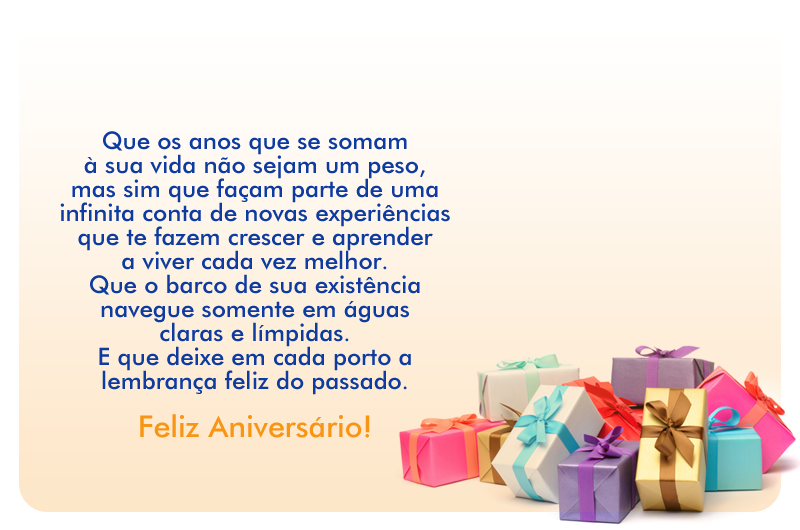 Que os anos que se somam
à sua vida não sejam um peso,
mas sim que façam parte de uma
infinita conta de novas experiências
que te fazem crescer e aprender
a viver cada vez melhor.
Que o barco de sua existência
navegue somente em águas
claras e límpidas.
E que deixe em cada porto a
lembrança feliz do passado.
Feliz Aniversário!